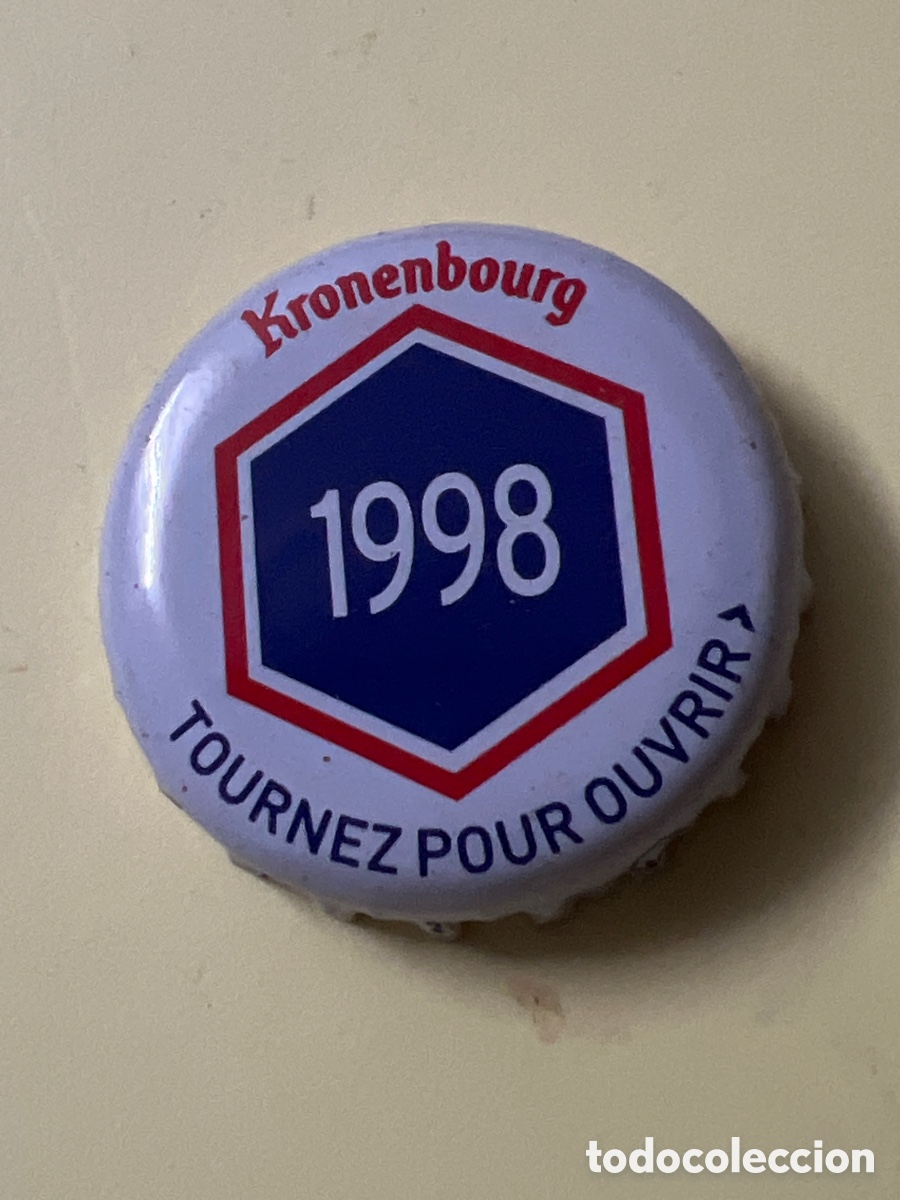 Kronenbourg
1998
TOURNEZ POUR OUVRIR >
todocoleccion